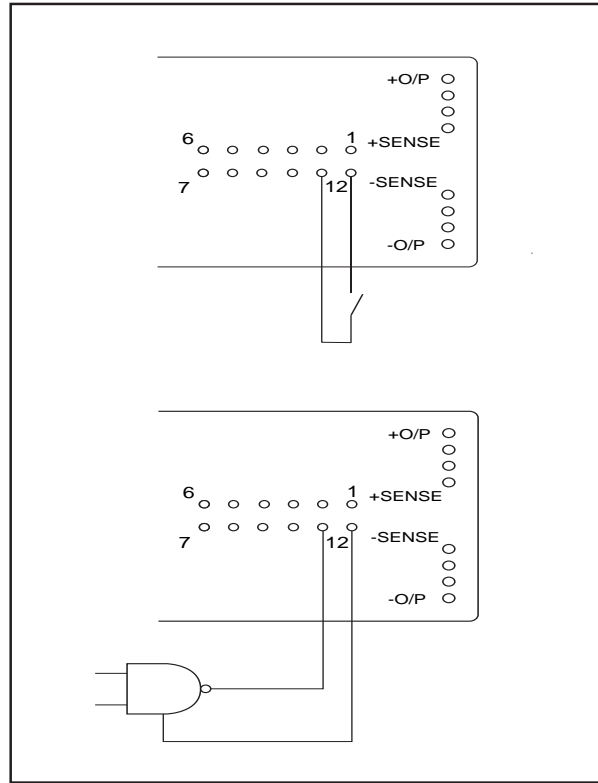 +O/P
6
1
+SENSE
7
12
-SENSE
-O/P
+O/P
6
1
+SENSE
7
12
-SENSE
-O/P